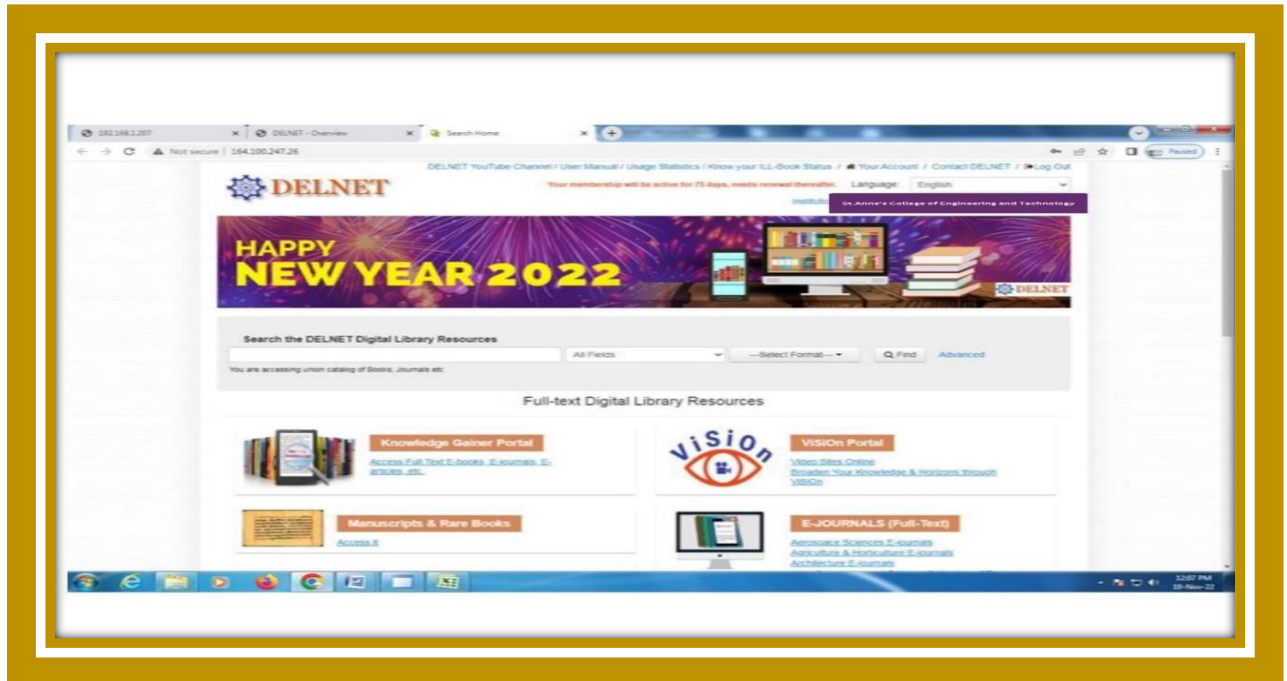 192.168.1.207
DELNET - Overview
Search Home
Not secure | 164.100.247.26
Paused
DELNET YouTube Channel / User Manual / Usage Statistics / Know your ILL-Book Status / Your Account / Contact DELNET / Log Out
DELNET
Your membership will be active for 75 days, needs renewal thereafter.
Language: English
St.Anne's College of Engineering and Technology
HAPPY
NEW YEAR 2022
DELNET
Search the DELNET Digital Library Resources
All Fields
---Select Format---
Find
Advanced
You are accessing union catalog of Books, Journals etc
Full-text Digital Library Resources
Knowledge Gainer Portal
Access Full Text E-books, E-journals, E-
articles, etc.
ViSiOn
ViSiOn Portal
Video Sites Online
Broaden Your Knowledge & Horizons through
ViSiOn
Manuscripts & Rare Books
Access it
E-JOURNALS (Full-Text)
Aerospace Sciences E-journals
Agriculture & Horticulture E-journals
Architecture E-journals
12:07 PM
10-Nov-22